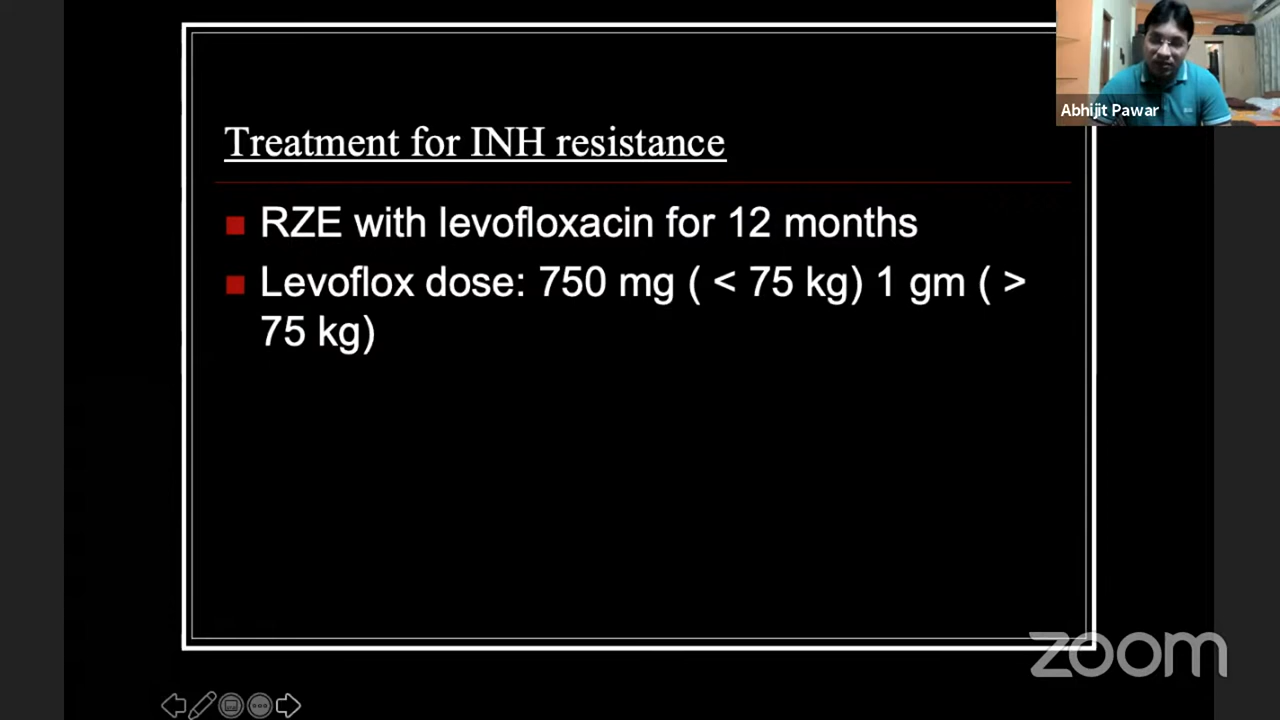 Abhijit Pawar
Treatment for INH resistance
RZE with levofloxacin for 12 months
Levoflox dose: 750 mg ( < 75 kg) 1 gm ( >
75 kg)
zoom